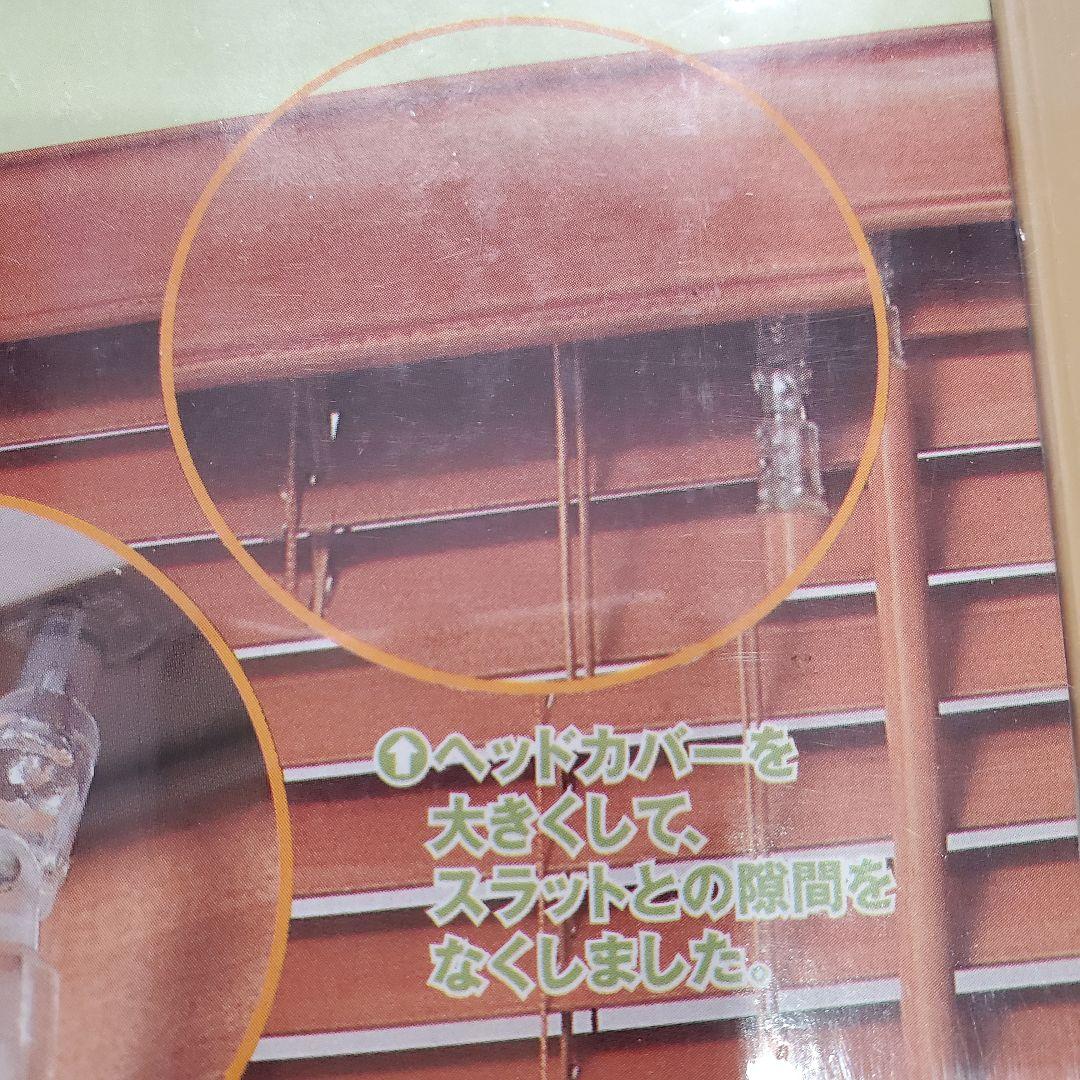 ⬆ヘッドカバーを
大きくして、
スラットとの隙間を
なくしました。